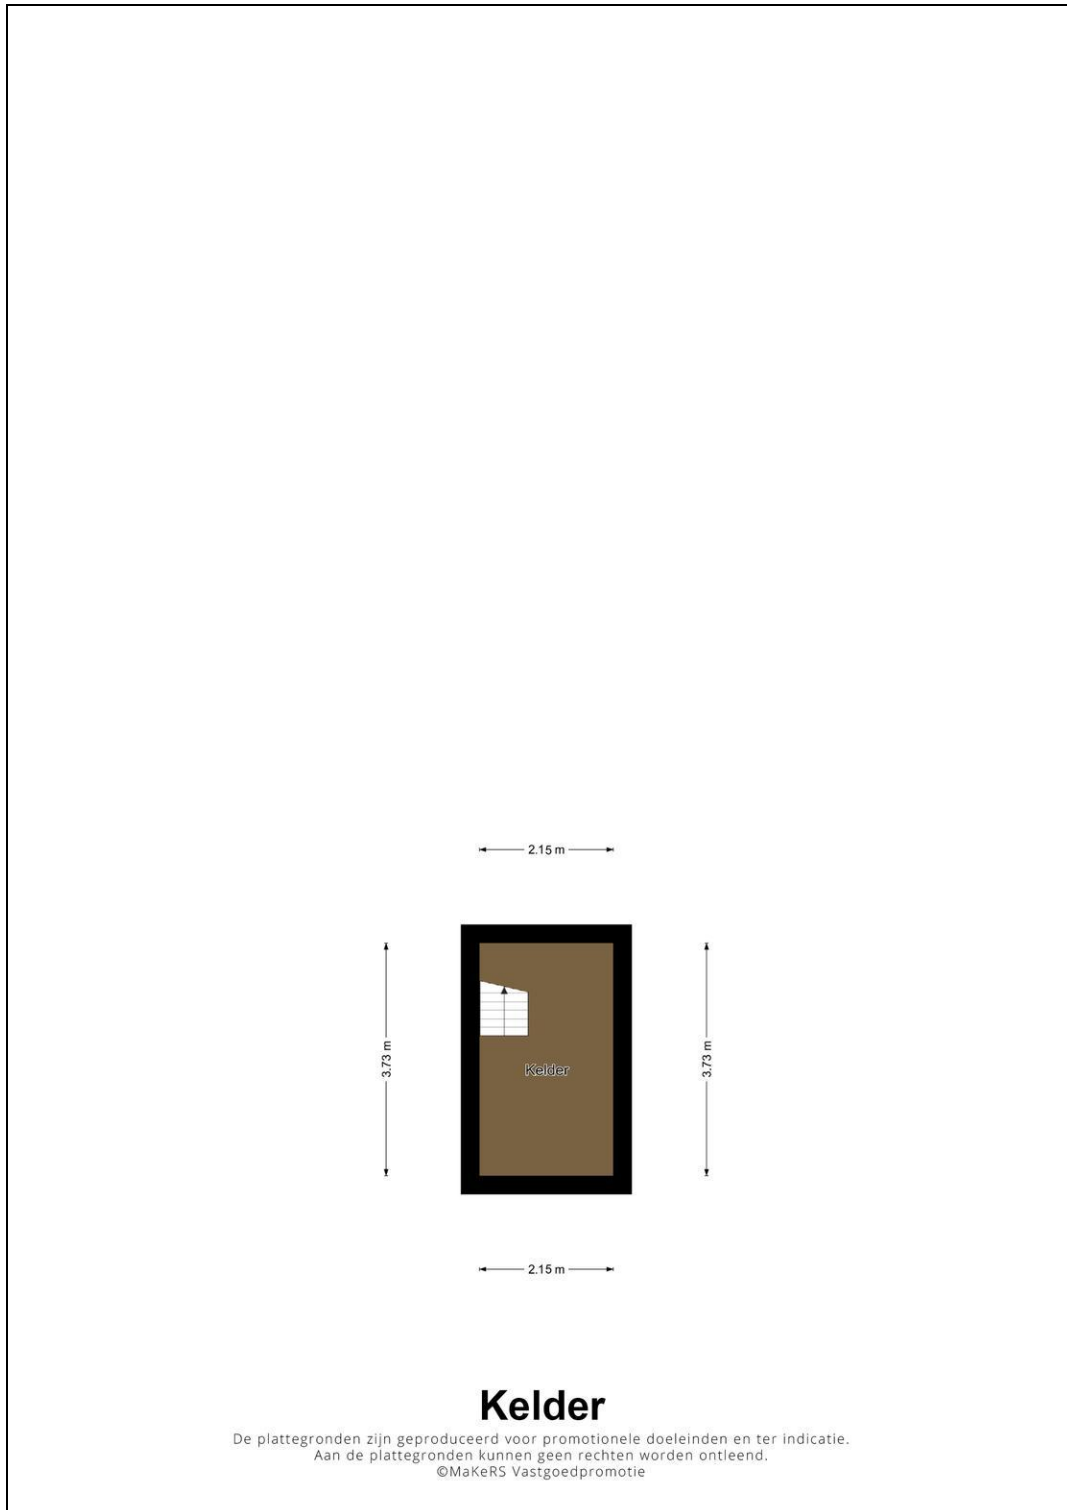 2.15 m
3.73 m
3.73 m
Kelder
2.15 m
Kelder
De plattegronden zijn geproduceerd voor promotionele doeleinden en ter indicatie.
Aan de plattegronden kunnen geen rechten worden ontleend.
©MaKeRS Vastgoedpromotie